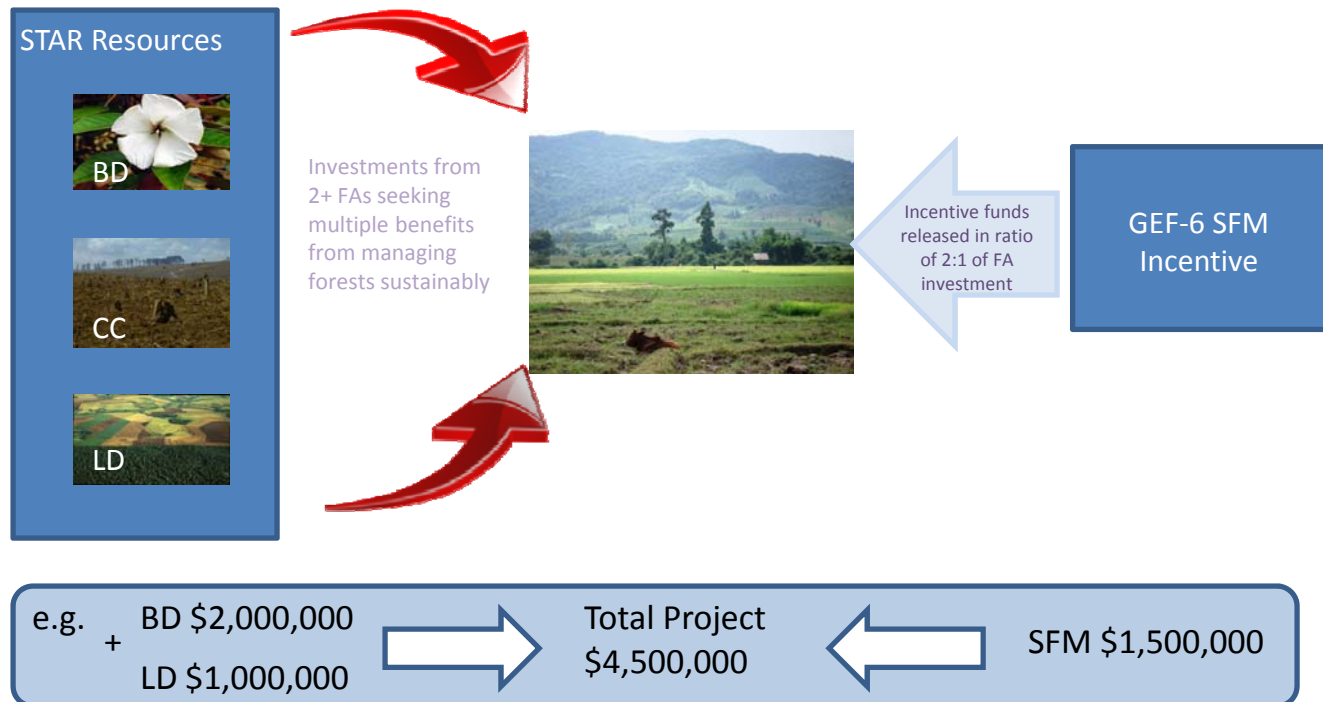 STAR Resources
BD
CC
LD
Investments from
2+ FAs seeking
multiple benefits
from managing
forests sustainably
Incentive funds
released in ratio
of 2:1 of FA
investment
GEF-6 SFM
Incentive
e.g.
+
BD $2,000,000
LD $1,000,000
Total Project
$4,500,000
SFM $1,500,000